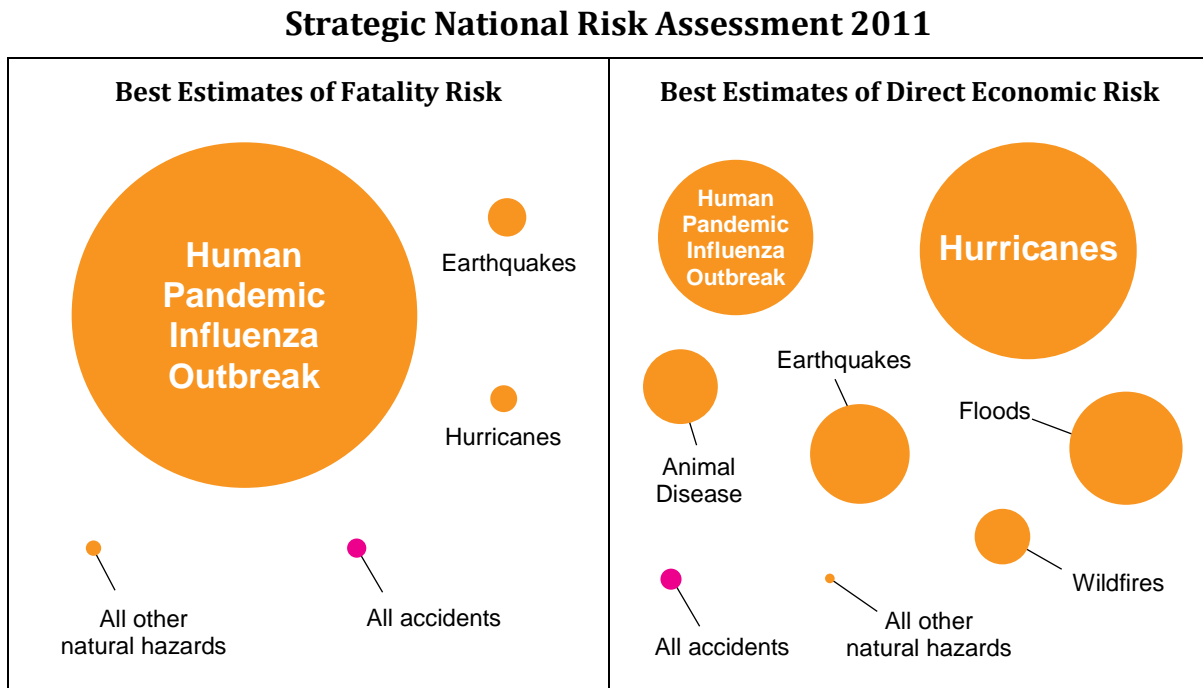 Strategic National Risk Assessment 2011
Best Estimates of Fatality Risk
Human
Pandemic
Influenza
Outbreak
Earthquakes
Hurricanes
All other
natural hazards
All accidents
Best Estimates of Direct Economic Risk
Human
Pandemic
Influenza
Outbreak
Hurricanes
Earthquakes
Floods
Animal
Disease
Wildfires
All accidents
All other
natural hazards